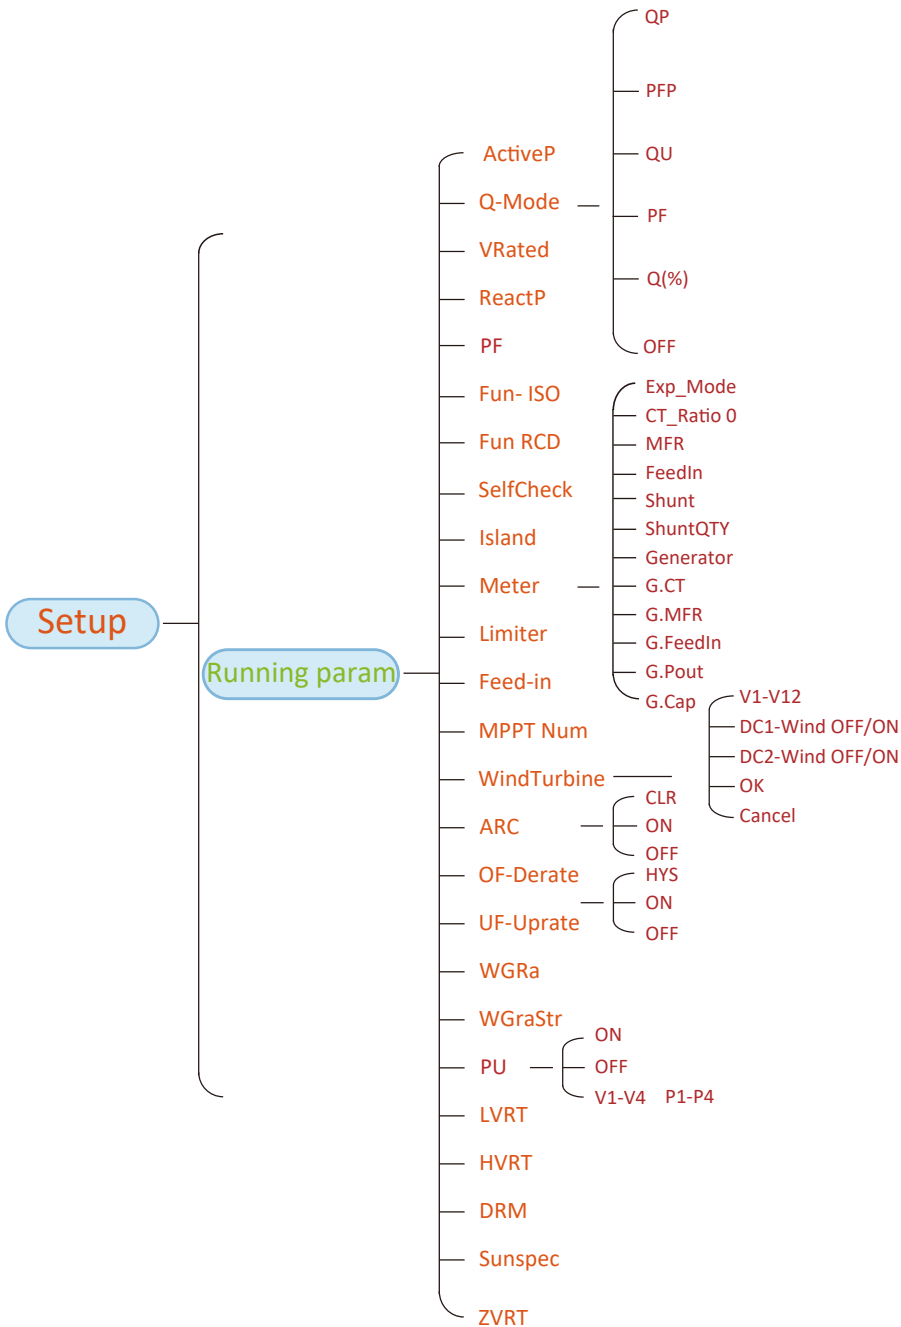 Setup
Running param
ActiveP
Q-Mode
QP
PFP
QU
PF
Q(%)
OFF
VRated
ReactP
PF
Fun- ISO
Fun RCD
SelfCheck
Island
Meter
Exp_Mode
CT_Ratio 0
MFR
FeedIn
Shunt
ShuntQTY
Generator
G.CT
G.MFR
G.FeedIn
G.Pout
G.Cap
Limiter
Feed-in
MPPT Num
WindTurbine
V1-V12
DC1-Wind OFF/ON
DC2-Wind OFF/ON
OK
Cancel
ARC
CLR
ON
OFF
OF-Derate
UF-Uprate
HYS
ON
OFF
WGRa
WGraStr
PU
ON
OFF
V1-V4 P1-P4
LVRT
HVRT
DRM
Sunspec
ZVRT